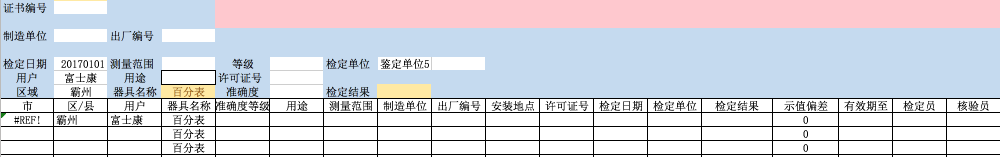 证书编号
制造单位 出厂编号
检定日期 20170101 测量范围 等级 检定单位 鉴定单位5
用户 富士康 用途 许可证号
区域 霸州 器具名称 百分表 准确度 检定结果
市 区/县 用户 器具名称 准确度等级 用途 测量范围 制造单位 出厂编号 安装地点 许可证号 检定日期 检定单位 检定结果 示值偏差 有效期至 检定员 核验员
#REF! 霸州 富士康 百分表 0
百分表 0
百分表 0